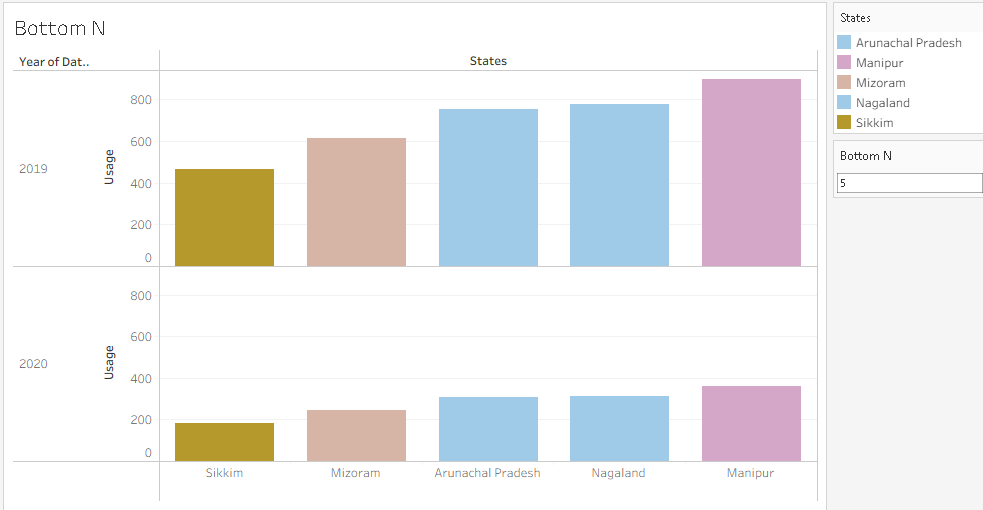 Bottom N
Year of Dat..
States
2019
Usage
800
600
400
200
0
2020
Usage
800
600
400
200
0
Sikkim
Mizoram
Arunachal Pradesh
Nagaland
Manipur
States
Arunachal Pradesh
Manipur
Mizoram
Nagaland
Sikkim
Bottom N
5